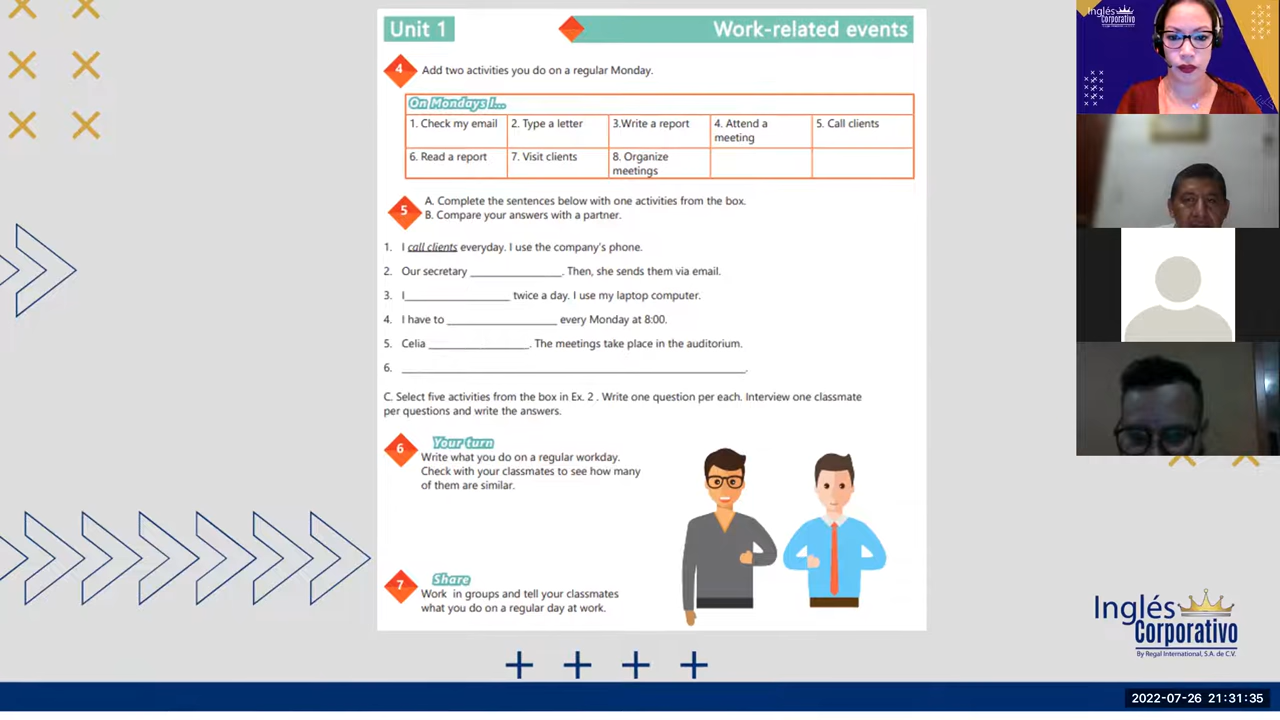 Unit 1
Work-related events
4
Add two activities you do on a regular Monday.
On Mondays I...
1. Check my email
2. Type a letter
3.Write a report
4. Attend a
meeting
5. Call clients
6. Read a report
7. Visit clients
8. Organize
meetings
5
A. Complete the sentences below with one activities from the box.
B. Compare your answers with a partner.
1. I call clients everyday. I use the company's phone.
2. Our secretary _______________. Then, she sends them via email.
3. I_________________ twice a day. I use my laptop computer.
4. I have to __________________ every Monday at 8:00.
5. Celia ________________. The meetings take place in the auditorium.
6. ________________________________________________________.
C. Select five activities from the box in Ex. 2 . Write one question per each. Interview one classmate
per questions and write the answers.
6
Your turn
Write what you do on a regular workday.
Check with your classmates to see how many
of them are similar.
7
Share
Work in groups and tell your classmates
what you do on a regular day at work.
Inglés
Corporativo
Inglés
Corporativo
By Regal International, S.A. de C.V.
2022-07-26 21:31:35